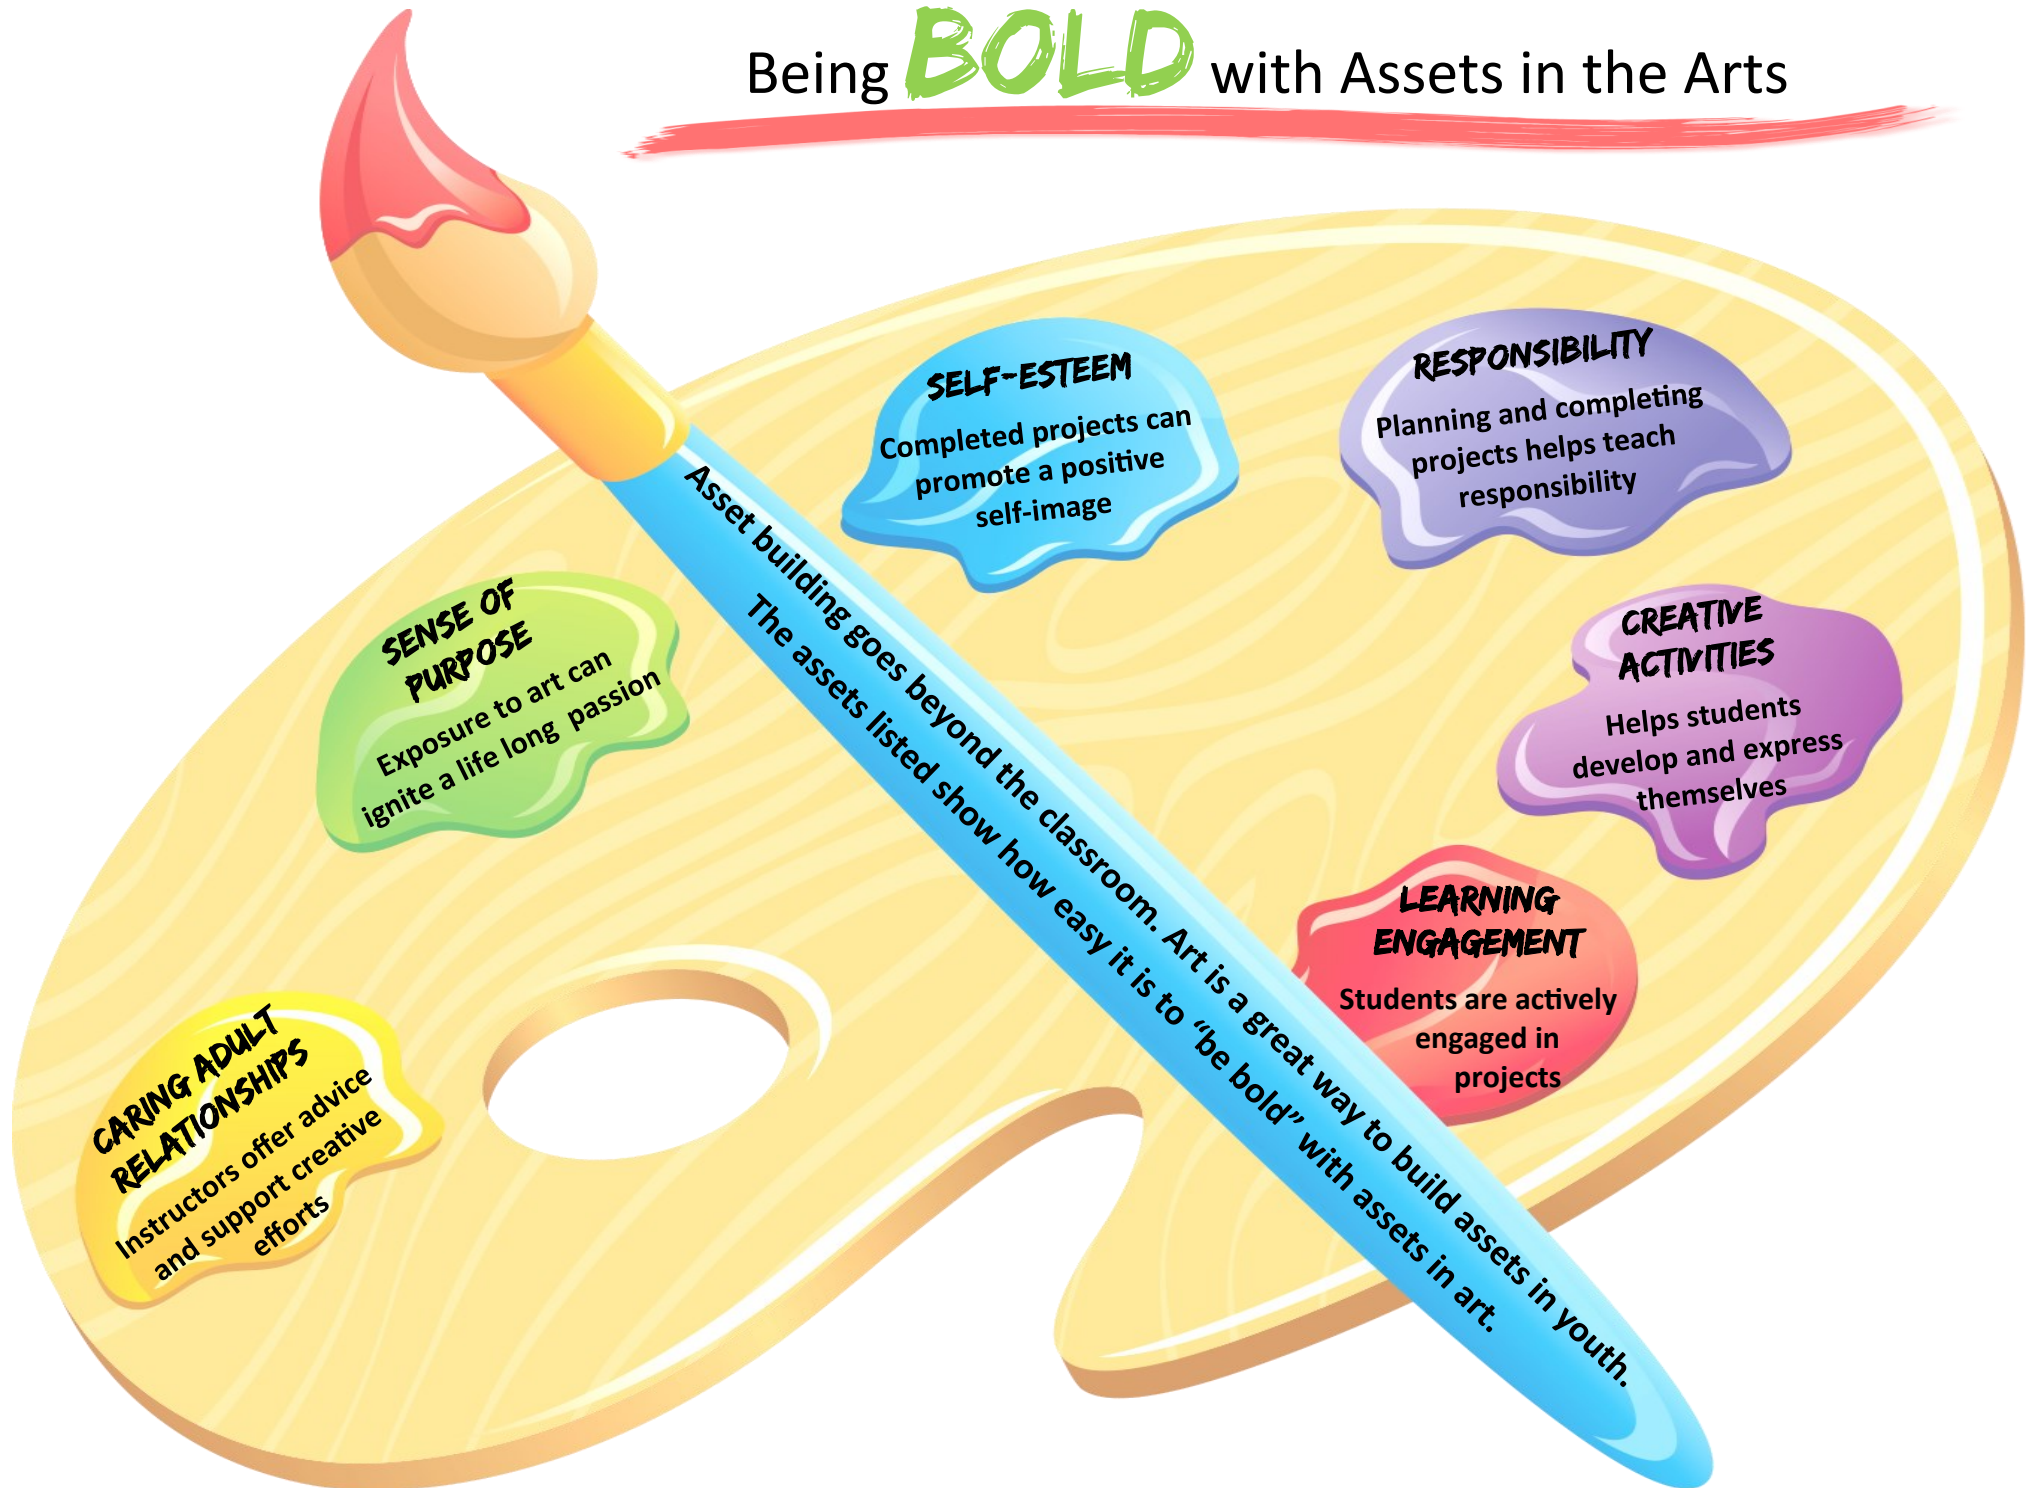 Being BOLD with Assets in the Arts
SELF-ESTEEM
Completed projects can
promote a positive
self-image
RESPONSIBILITY
Planning and completing
projects helps teach
responsibility
SENSE OF
PURPOSE
Exposure to art can
ignite a life long passion
CREATIVE
ACTIVITIES
Helps students
develop and express
themselves
LEARNING
ENGAGEMENT
Students are actively
engaged in
projects
CARING ADULT
RELATIONSHIPS
Instructors offer advice
and support creative
efforts
Asset building goes beyond the classroom. Art is a great way to build assets in youth.
The assets listed show how easy it is to “be bold” with assets in art.